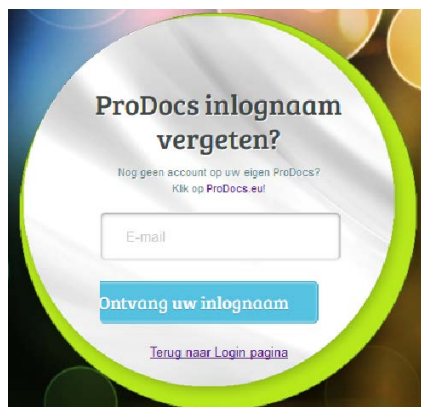 ProDocs inlognaam
vergeten?
Nog geen account op uw eigen ProDocs?
Klik op ProDocs.eu!
E-mail
Ontvang uw inlognaam
Terug naar Login pagina